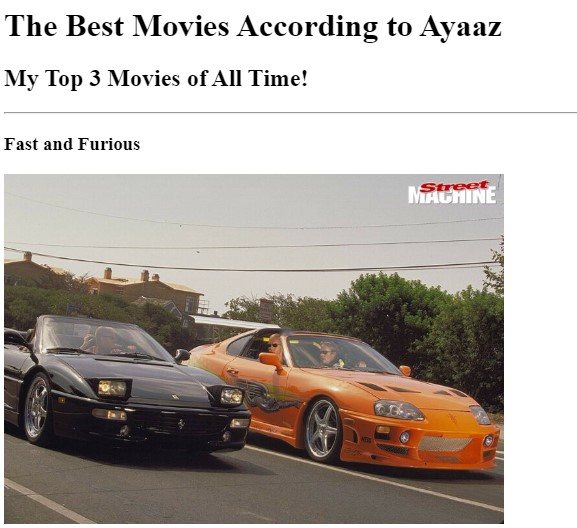 The Best Movies According to Ayaaz
My Top 3 Movies of All Time!
Fast and Furious
Street
MACHINE